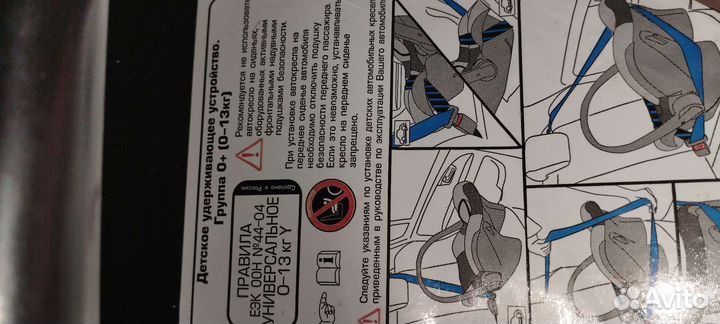 Детское удерживающее устройство.
Группа 0+ (0–13кг)
Рекомендуется не использовать
автокресло на сиденьях,
оборудованных активными
фронтальными надувными
подушками безопасности.
При установке автокресла на
переднее сиденье автомобиля
необходимо отключить подушку
безопасности переднего пассажира.
Если это невозможно, устанавливать
кресло на переднем сиденье
запрещено.
Следуйте указаниям по установке детских автомобильных кресел,
приведенным в руководстве по эксплуатации Вашего автомобиля
Сделано в России
ПРАВИЛА
ЕЭК ООН №44-04
УНИВЕРСАЛЬНОЕ
0–13 кг Y
Avito